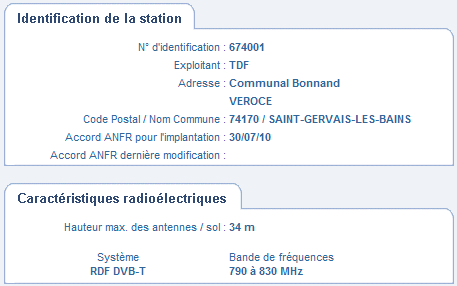 Identification de la station
N° d'identification : 674001
Exploitant : TDF
Adresse : Communal Bonnand
VEROCE
Code Postal / Nom Commune : 74170 / SAINT-GERVAIS-LES-BAINS
Accord ANFR pour l'implantation : 30/07/10
Accord ANFR dernière modification :
Caractéristiques radioélectriques
Hauteur max. des antennes / sol : 34 m
Système Bande de fréquences
RDF DVB-T 790 à 830 MHz